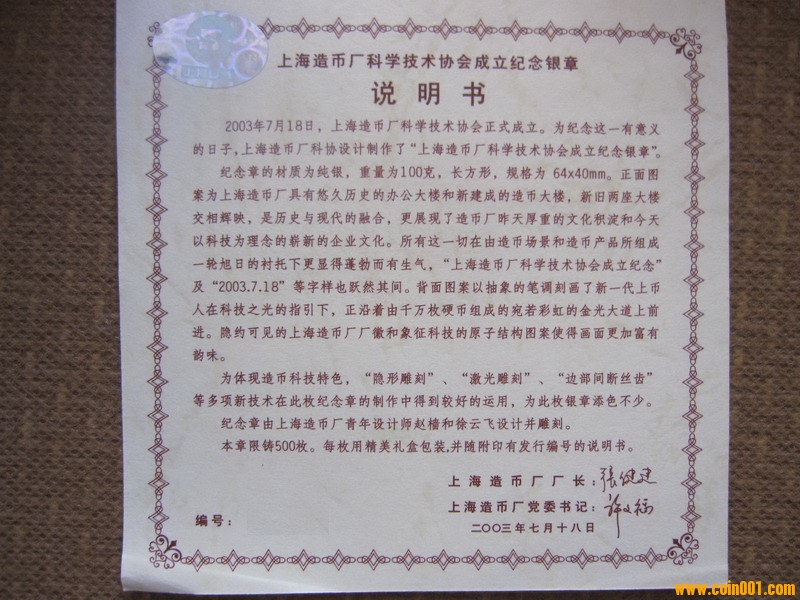 上海造币厂科学技术协会成立纪念银章
说明书
2003年7月18日，上海造币厂科学技术协会正式成立。为纪念这一有意义
的日子，上海造币厂科协设计制作了“上海造币厂科学技术协会成立纪念银章”。
纪念章的材质为纯银，重量为100克，长方形，规格为 64x40mm。正面图
案为上海造币厂具有悠久历史的办公大楼和新建成的造币大楼，新旧两座大楼
交相辉映，是历史与现代的融合，更展现了造币厂昨天厚重的文化积淀和今天
以科技为理念的崭新的企业文化。所有这一切在由造币场景和造币产品所组成
一轮旭日的衬托下更显得蓬勃而有生气，“上海造币厂科学技术协会成立纪念”
及“2003.7.18”等字样也跃然其间。背面图案以抽象的笔调刻画了新一代上币
人在科技之光的指引下，正沿着由千万枚硬币组成的宛若彩虹的金光大道上前
进。隐约可见的上海造币厂厂徽和象征科技的原子结构图案使得画面更加富有
韵味。
为体现造币科技特色，“隐形雕刻”、“激光雕刻”、“边部间断丝齿”
等多项新技术在此枚纪念章的制作中得到较好的运用，为此枚银章添色不少。
纪念章由上海造币厂青年设计师赵樯和徐云飞设计并雕刻。
本章限铸500枚。每枚用精美礼盒包装，并随附印有发行编号的说明书。
上海造币厂厂长：張健建
上海造币厂党委书记：
二〇〇三年七月十八日
编号：
www.coin001.com